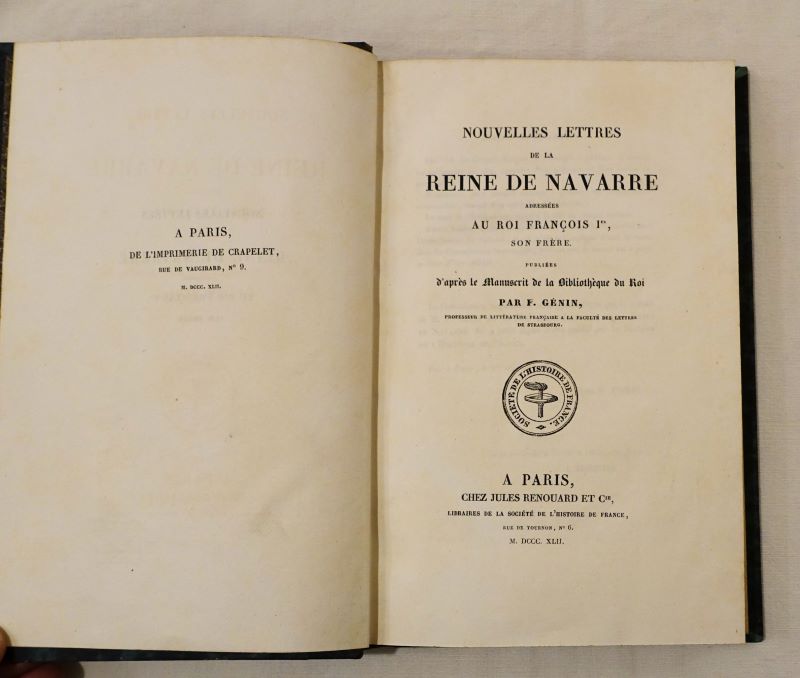 A PARIS,
DE L'IMPRIMERIE DE CRAPELET,
RUE DE VAUGIRARD, N° 9.
M. DCCC. XLII.
NOUVELLES LETTRES
DE LA
REINE DE NAVARRE
ADRESSÉES
AU ROI FRANÇOIS Ier,
SON FRÈRE.
PUBLIÉES
d'après le Manuscrit de la Bibliothèque du Roi
PAR F. GÉNIN,
PROFESSEUR DE LITTÉRATURE FRANÇAISE A LA FACULTÉ DES LETTRES
DE STRASBOURG.
SOCIÉTÉ DE L'HISTOIRE DE FRANCE.
A PARIS,
CHEZ JULES RENOUARD ET Cie,
LIBRAIRES DE LA SOCIÉTÉ DE L'HISTOIRE DE FRANCE,
RUE DE TOURNON, N° 6.
M. DCCC. XLII.